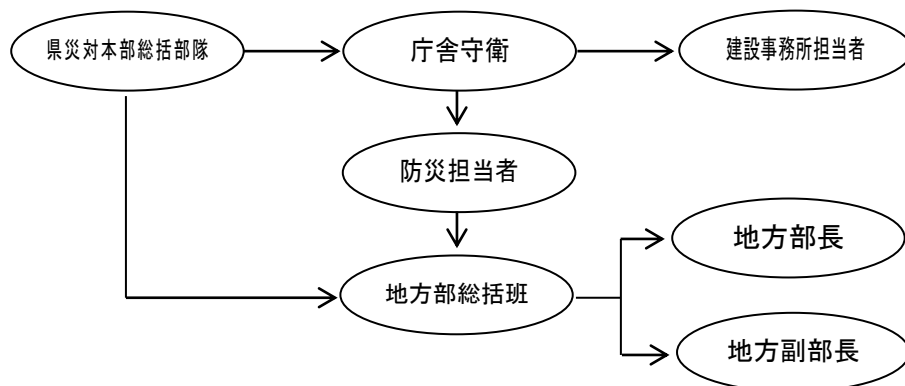 県災対本部総括部隊
庁舎守衛
建設事務所担当者
防災担当者
地方部長
地方部総括班
地方副部長